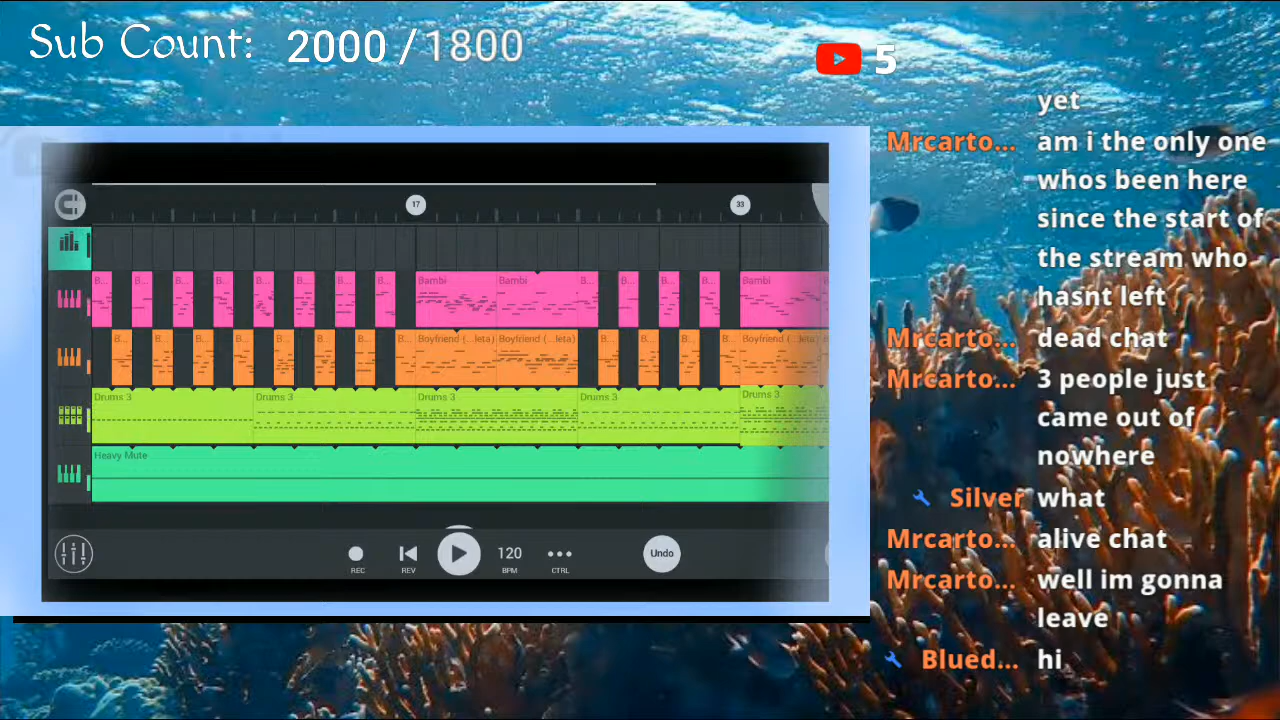 Sub Count: 2000 / 1800
5
17 33
B... B... B... B... B... B... B... B... Bambi Bambi B... B... B... B... Bambi
B... B... B... B... B... B... B... B... Boyfriend (...leta) Boyfriend (...leta) B... B... B... B... Boyfriend (...leta)
Drums 3 Drums 3 Drums 3 Drums 3 Drums 3
Heavy Mute
120 Undo
REC REV BPM CTRL
yet
Mrcarto... am i the only one
whos been here
since the start of
the stream who
hasnt left
Mrcarto... dead chat
Mrcarto... 3 people just
came out of
nowhere
Silver what
Mrcarto... alive chat
Mrcarto... well im gonna
leave
Blued... hi